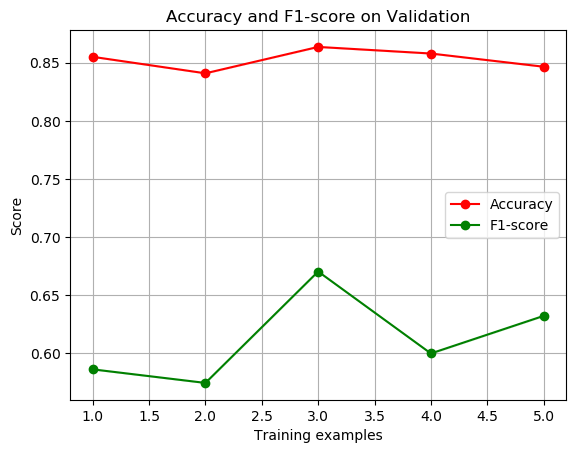 Accuracy and F1-score on Validation
0.85
0.80
0.75
0.70
0.65
0.60
Score
Accuracy
F1-score
1.0 1.5 2.0 2.5 3.0 3.5 4.0 4.5 5.0
Training examples